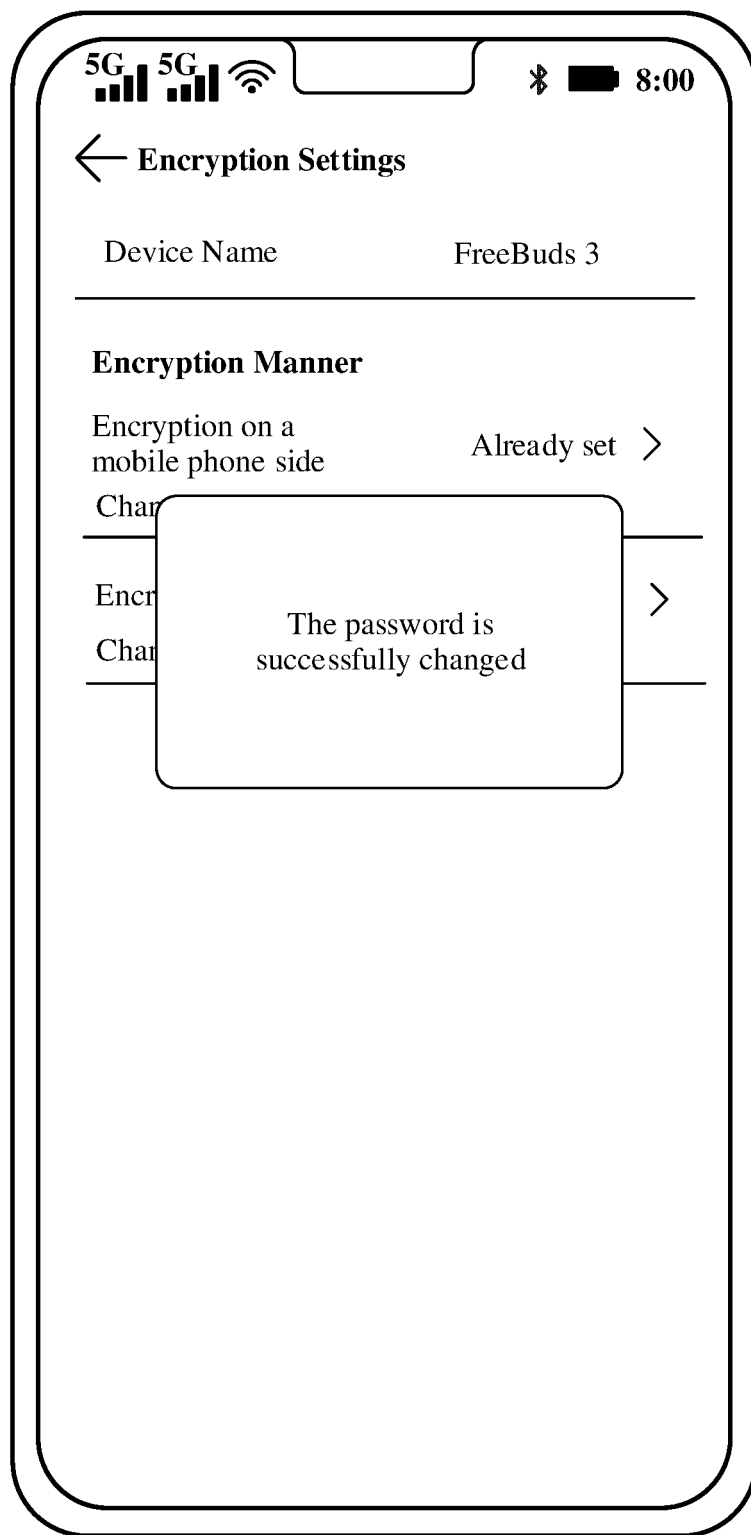 5G 5G 8:00
Encryption Settings
Device Name FreeBuds 3
Encryption Manner
Encryption on a
mobile phone side Already set
Char
Encr
Char
The password is
successfully changed